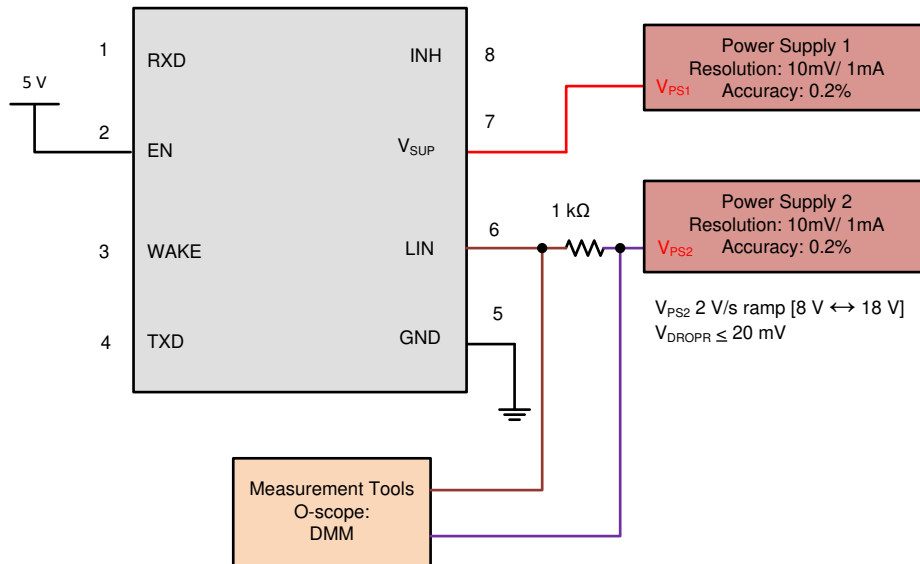 1
RXD
INH
8
5 V
2
EN
7
VSUP
3
WAKE
6
LIN
1 kΩ
4
TXD
5
GND
Power Supply 1
Resolution: 10mV/ 1mA
VPS1
Accuracy: 0.2%
Power Supply 2
Resolution: 10mV/ 1mA
Accuracy: 0.2%
VPS2
VPS2 2 V/s ramp [8 V ↔ 18 V]
VDROPR ≤ 20 mV
Measurement Tools
O-scope:
DMM